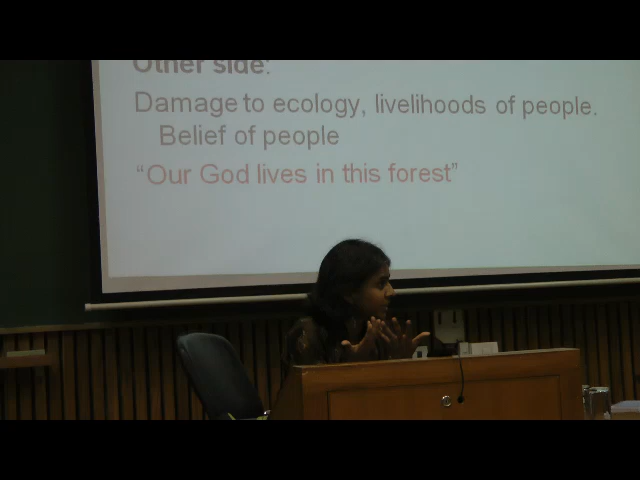 Other side:
Damage to ecology, livelihoods of people.
Belief of people
“Our God lives in this forest”